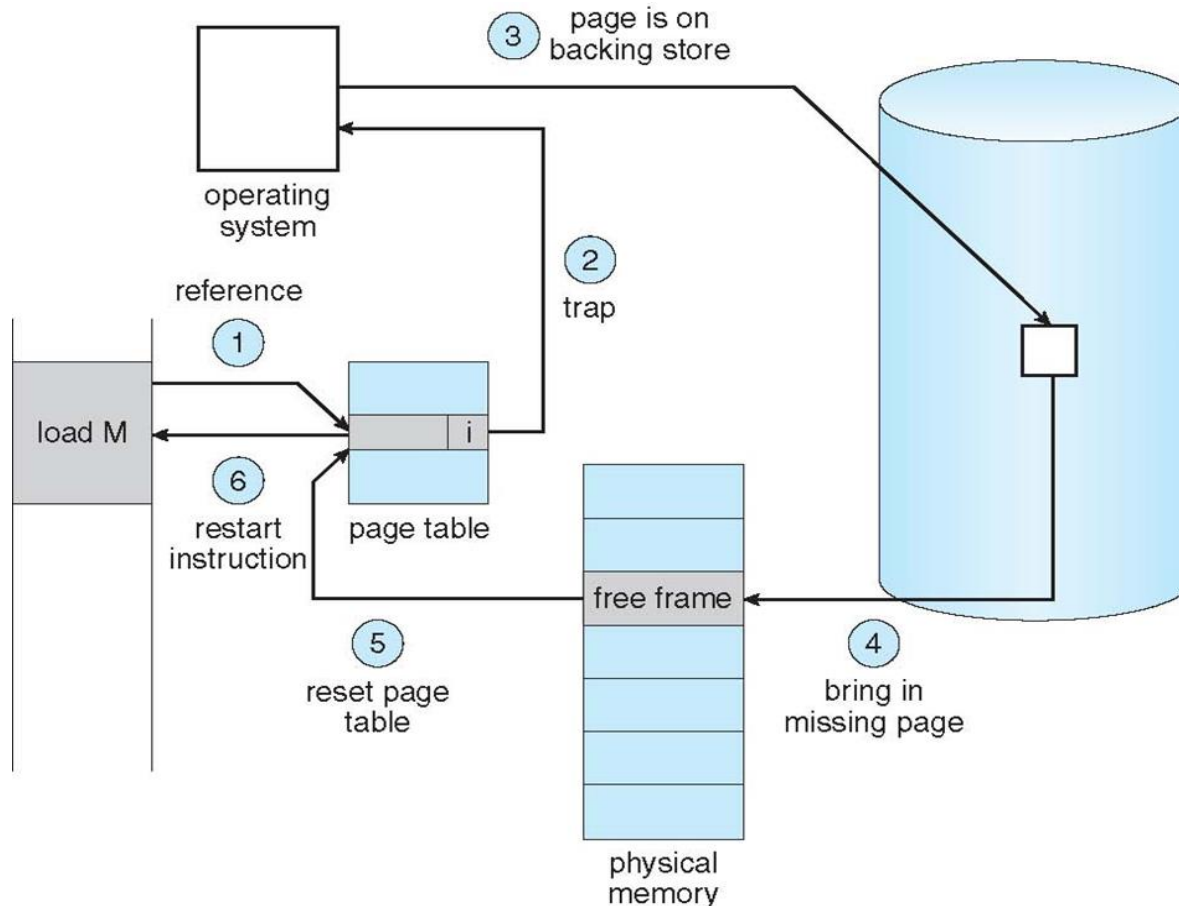 3
page is on
backing store
operating
system
2
trap
reference
1
load M
i
6
restart
instruction
page table
free frame
5
reset page
table
4
bring in
missing page
physical
memory